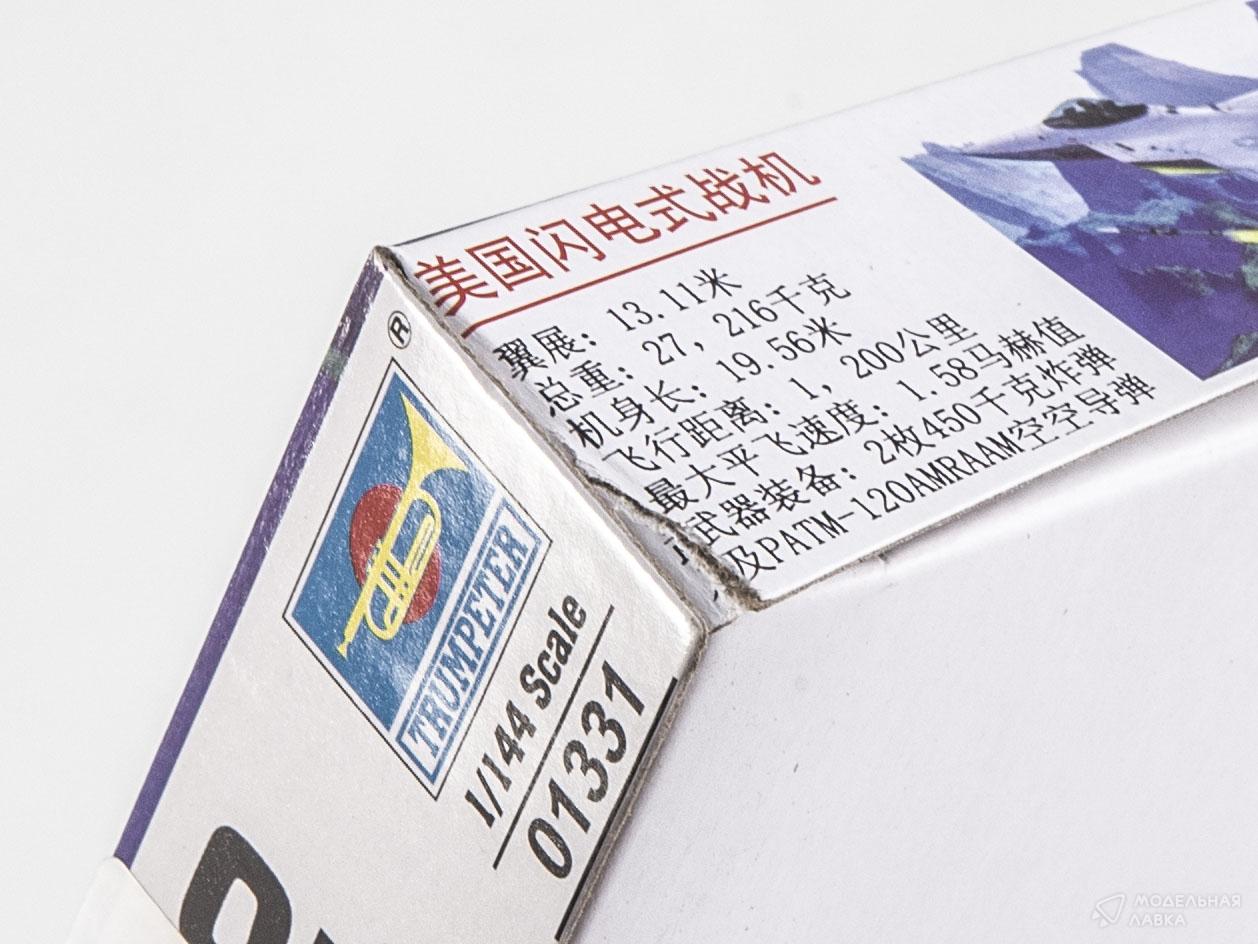 美国闪电式战机
翼展：13.11米
总重：27，216千克
机身长：19.56米
飞行距离：1，200公里
最大平飞速度：1.58马赫值
武器装备：2枚450千克炸弹
及PATM-120AMRAAM空空导弹
®
TRUMPETER
1/144 Scale
01331
МОДЕЛЬНАЯ
ЛАВКА